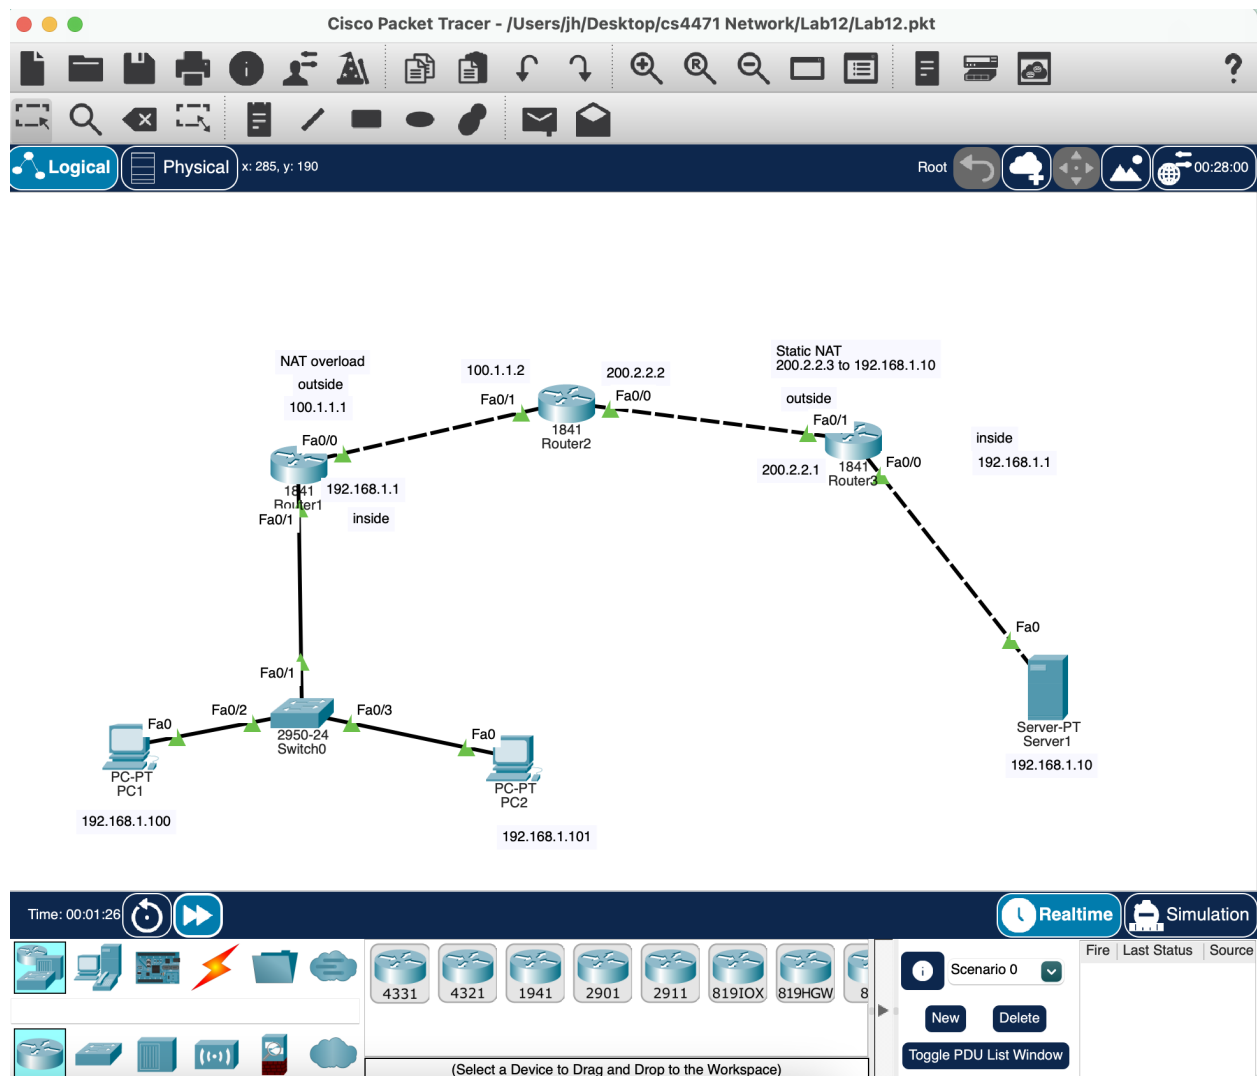 Cisco Packet Tracer - /Users/jh/Desktop/cs4471 Network/Lab12/Lab12.pkt
Logical
Physical
x: 285, y: 190
Root
00:28:00
NAT overload
outside
100.1.1.1
Fa0/0
100.1.1.2
Fa0/1
200.2.2.2
Fa0/0
1841
Router2
Static NAT
200.2.2.3 to 192.168.1.10
outside
Fa0/1
200.2.2.1
1841
Router3
Fa0/0
inside
192.168.1.1
1841
Router1
192.168.1.1
Fa0/1
inside
Fa0
Fa0/1
Fa0/2
Fa0/3
Fa0
2950-24
Switch0
Fa0
PC-PT
PC1
192.168.1.100
PC-PT
PC2
192.168.1.101
Server-PT
Server1
192.168.1.10
Time: 00:01:26
Realtime
Simulation
4331
4321
1941
2901
2911
819IOX
819HGW
8
(Select a Device to Drag and Drop to the Workspace)
Scenario 0
New
Delete
Toggle PDU List Window
Fire
Last Status
Source